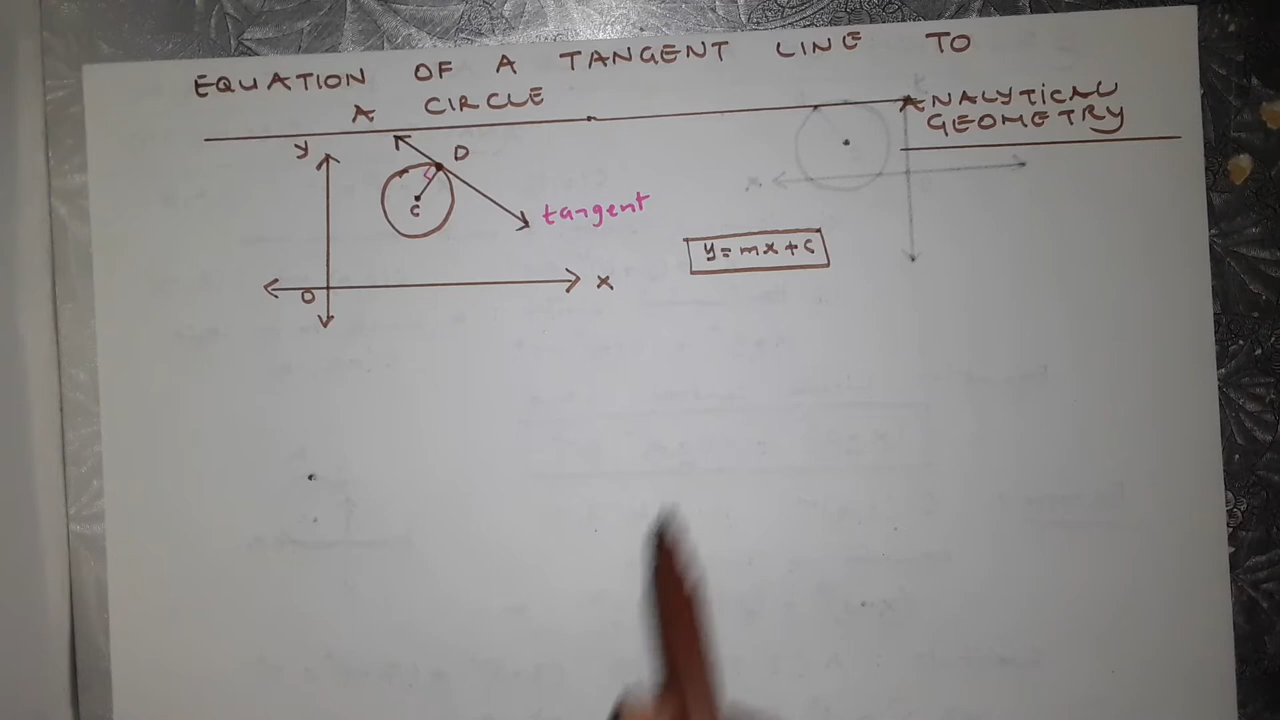 EQUATION OF A TANGENT LINE TO
A CIRCLE
ANALYTICAL
GEOMETRY
y
D
C
tangent
y = mx + c
O
x